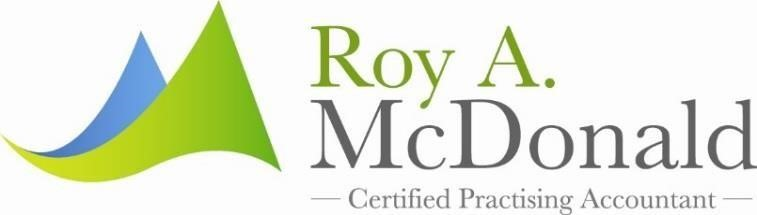 Roy A.
McDonald
— Certified Practising Accountant —